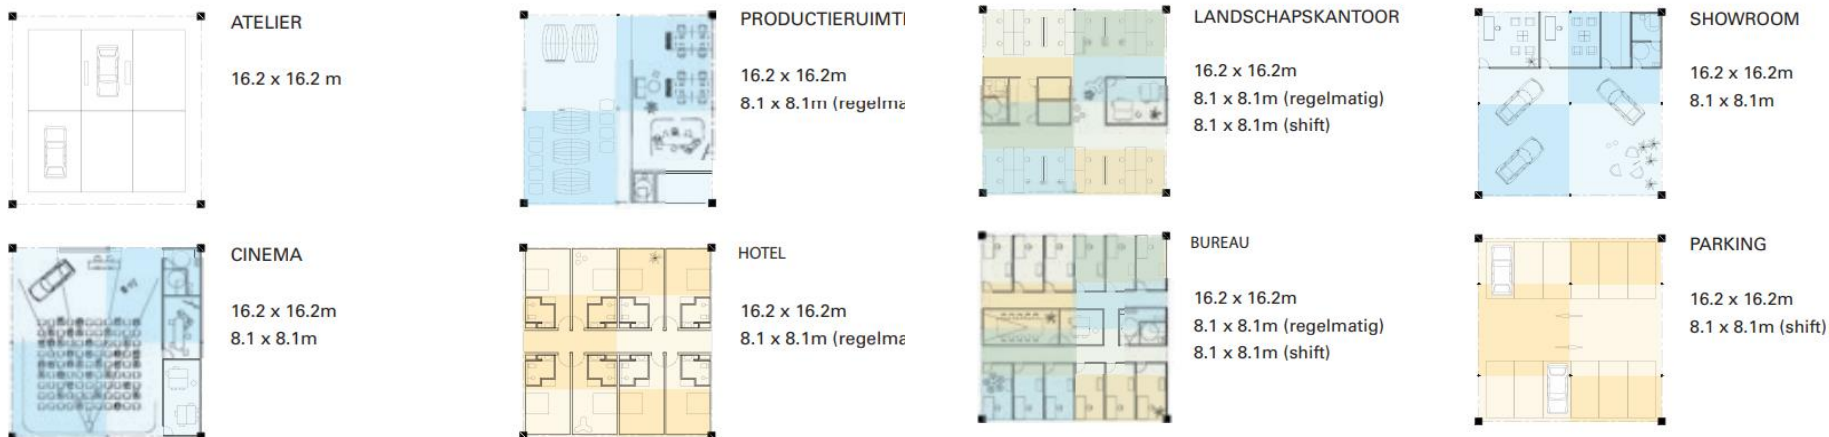 ATELIER
16.2 x 16.2 m
PRODUCTIERUIMT
16.2 x 16.2m
8.1 x 8.1m (regelma
LANDSCHAPSKANTOOR
16.2 x 16.2m
8.1 x 8.1m (regelmatig)
8.1 x 8.1m (shift)
SHOWROOM
16.2 x 16.2m
8.1 x 8.1m
CINEMA
16.2 x 16.2m
8.1 x 8.1m
HOTEL
16.2 x 16.2m
8.1 x 8.1m (regelma
BUREAU
16.2 x 16.2m
8.1 x 8.1m (regelmatig)
8.1 x 8.1m (shift)
PARKING
16.2 x 16.2m
8.1 x 8.1m (shift)